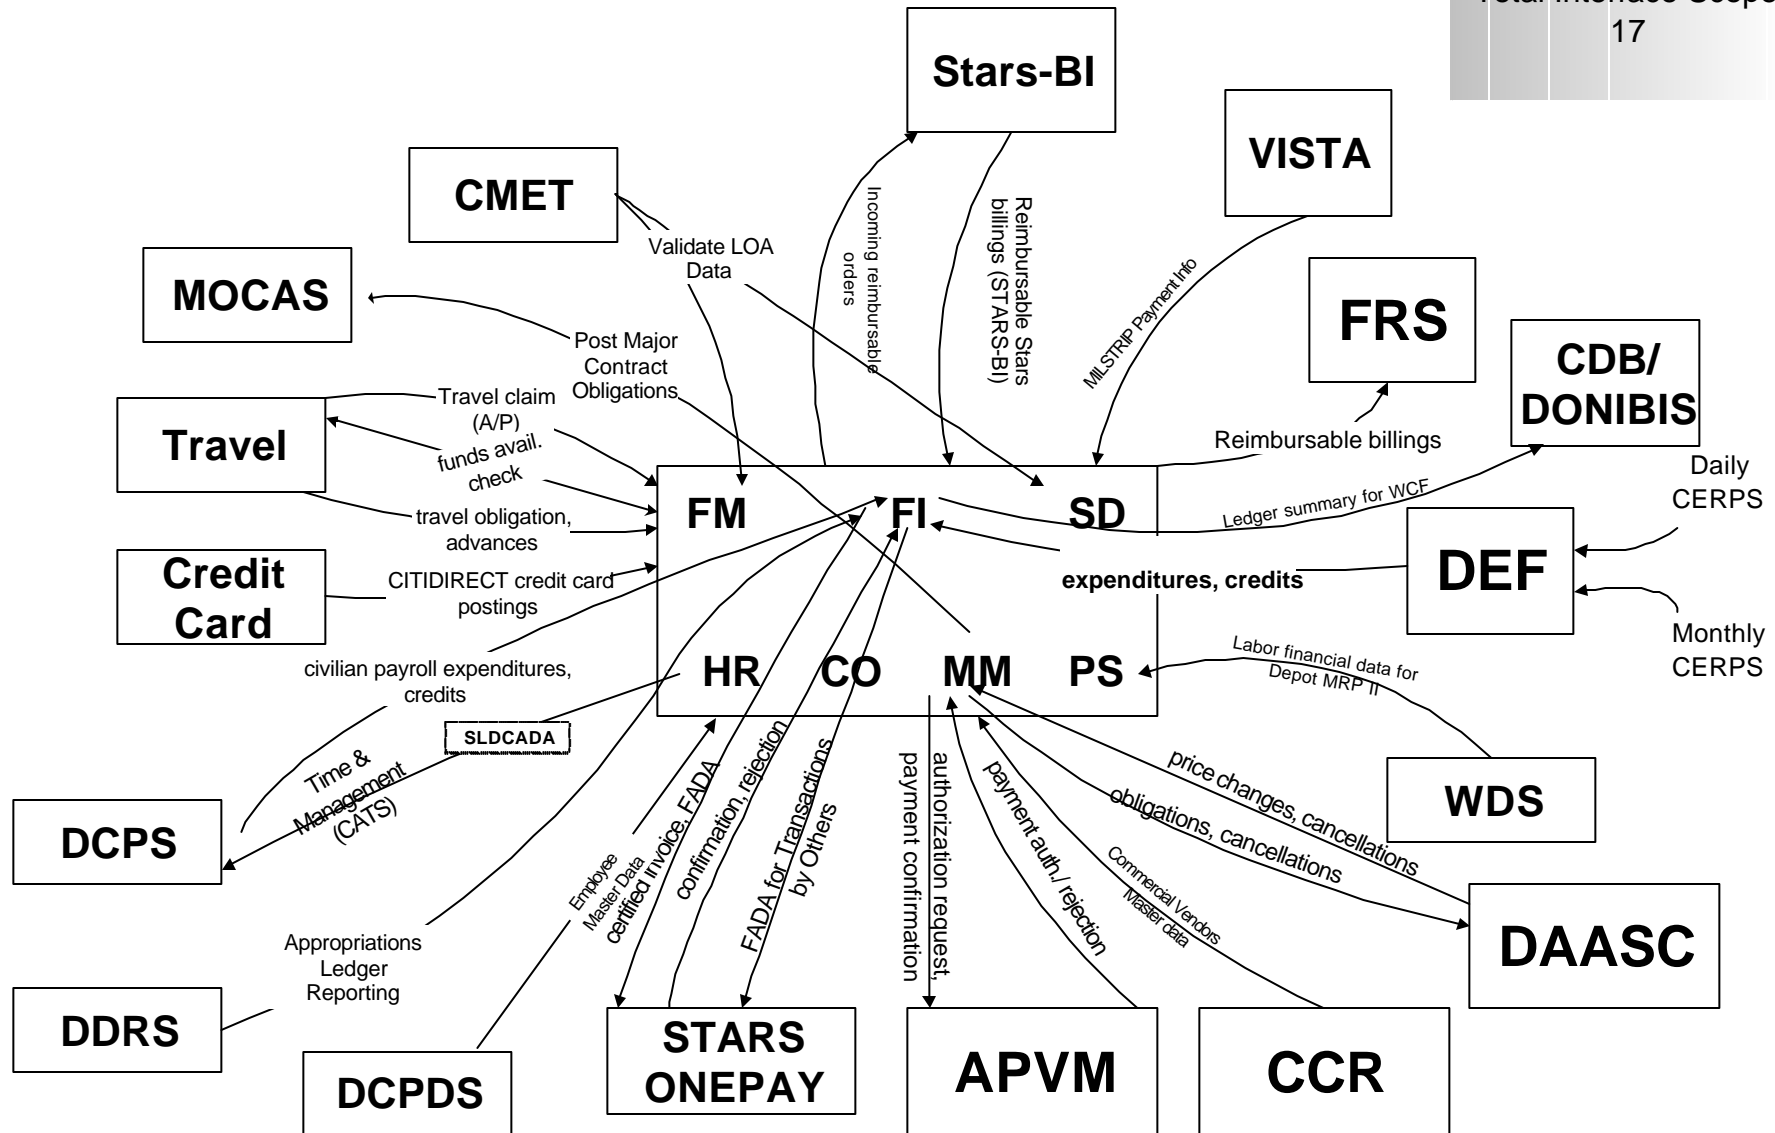 Total Interface Scope
17
Stars-BI
VISTA
CMET
Incoming reimbursable
orders
Reimbursable Stars
billings (STARS-BI)
Validate LOA
Data
MILSTRIP Payment Info
MOCAS
FRS
CDB/
DONIBIS
Post Major
Contract
Obligations
Travel claim
(A/P)
Travel
funds avail.
check
Reimbursable billings
Daily
CERPS
travel obligation,
advances
FM
FI
SD
Ledger summary for WCF
Credit
Card
CITIDIRECT credit card
postings
expenditures, credits
DEF
Monthly
CERPS
civilian payroll expenditures,
credits
HR
CO
MM
PS
Labor financial data for
Depot MRP II
SLDCADA
Time &
Management
(CATS)
DCPS
WDS
price changes, cancellations
obligations, cancellations
Employee
Master Data
certified invoice, FADA
confirmation, rejection
FADA for Transactions
by Others
authorization request,
payment confirmation
payment auth./ rejection
Commercial Vendors
Master data
DAASC
Appropriations
Ledger
Reporting
DDRS
DCPDS
STARS
ONEPAY
APVM
CCR